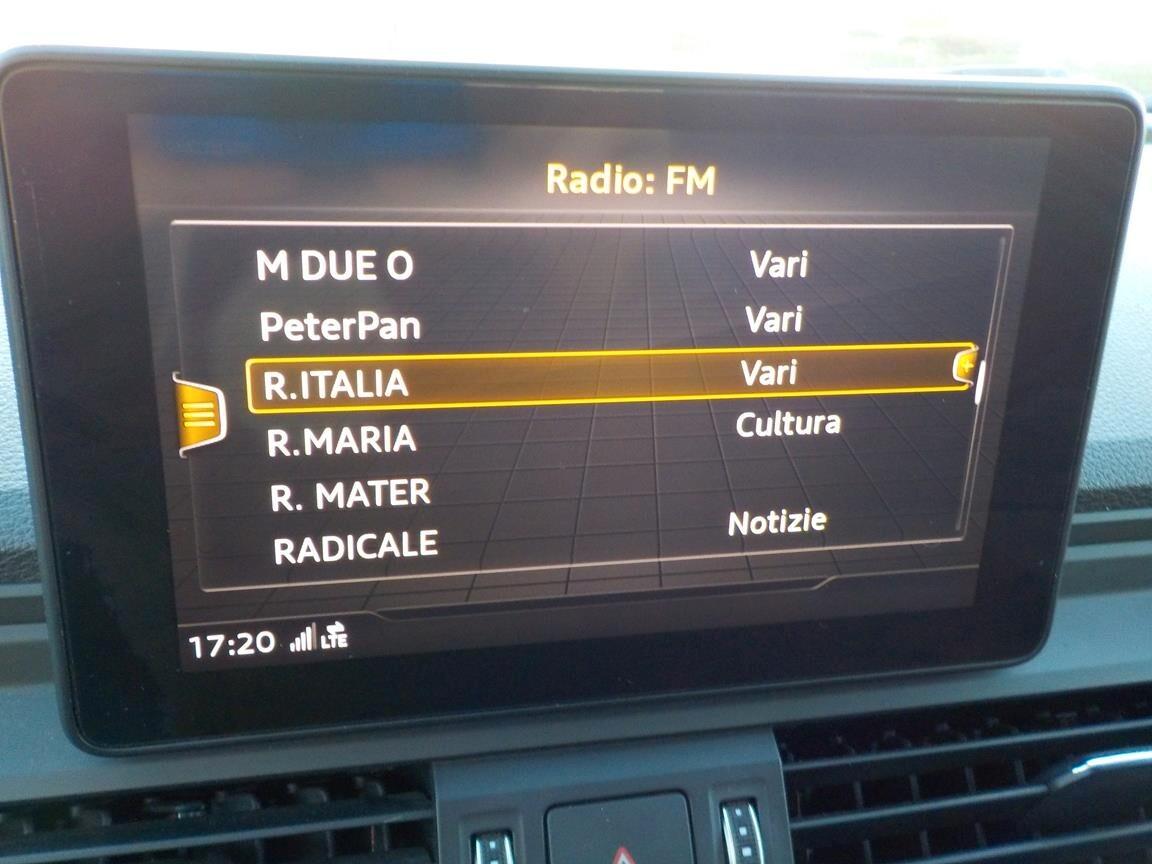 Radio: FM
M DUE O Vari
PeterPan Vari
R.ITALIA Vari
R.MARIA Cultura
R. MATER
RADICALE Notizie
17:20 LTE